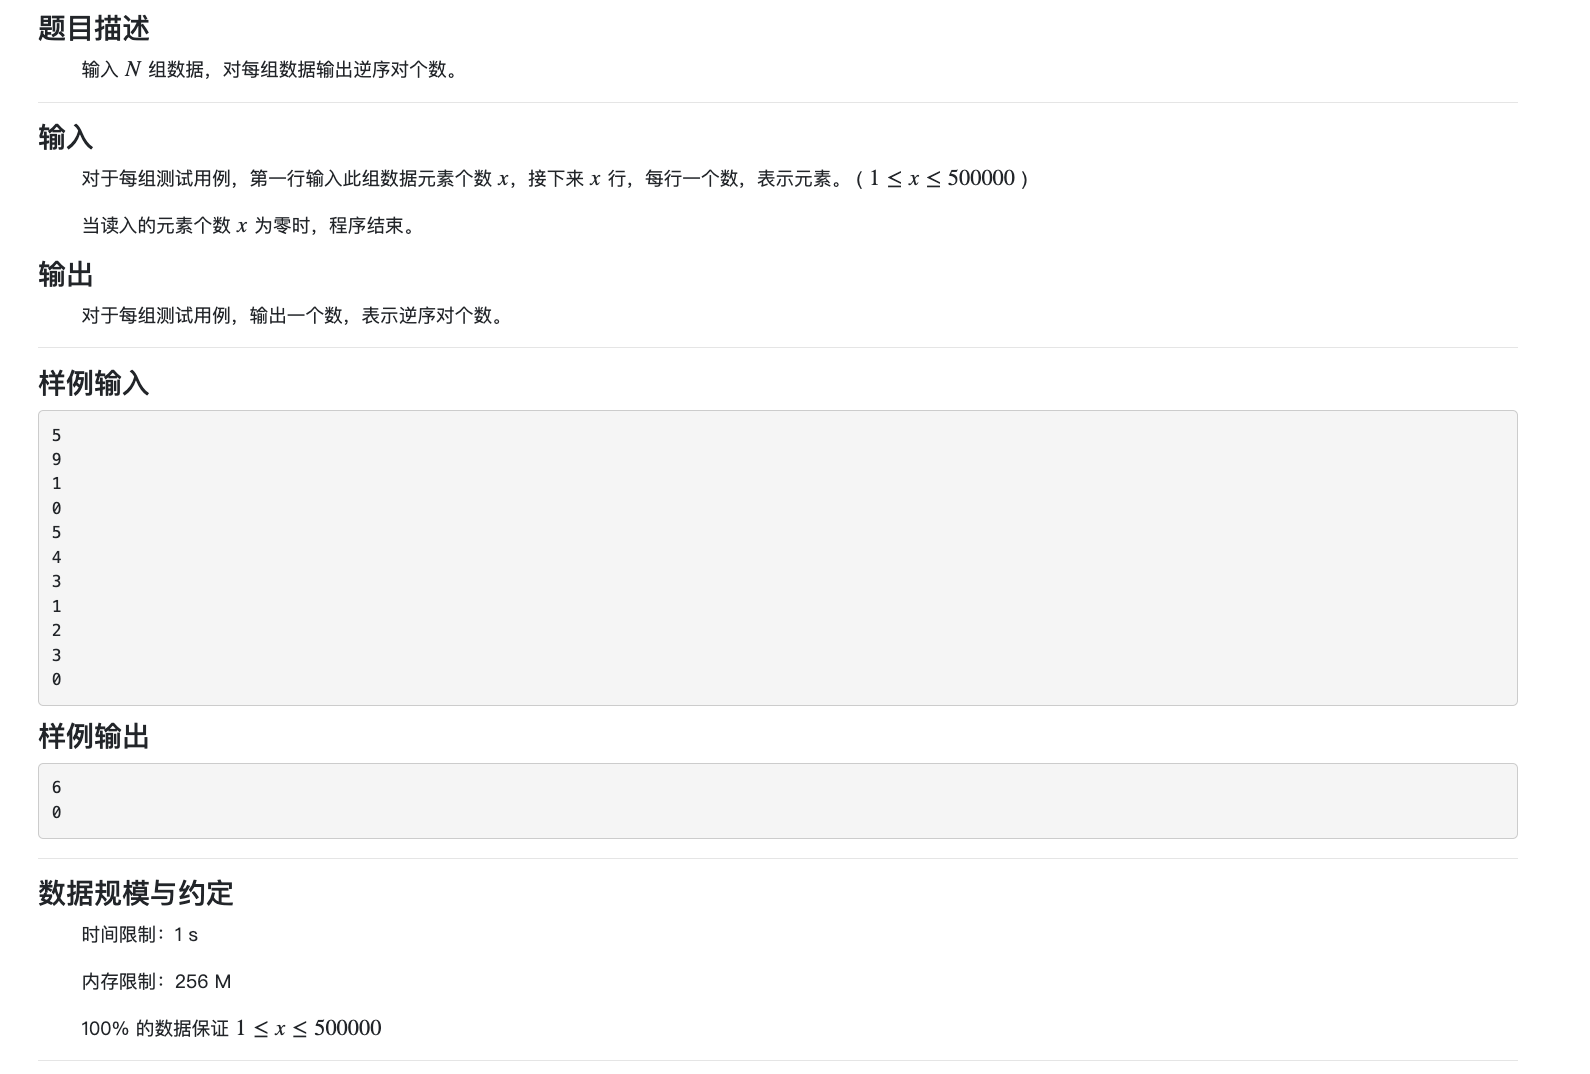 题目描述
输入 N 组数据，对每组数据输出逆序对个数。
输入
对于每组测试用例，第一行输入此组数据元素个数 x，接下来 x 行，每行一个数，表示元素。 ( 1 ≤ x ≤ 500000 )
当读入的元素个数 x 为零时，程序结束。
输出
对于每组测试用例，输出一个数，表示逆序对个数。
样例输入
5
9
1
0
5
4
3
1
2
3
0
样例输出
6
0
数据规模与约定
时间限制：1 s
内存限制：256 M
100% 的数据保证 1 ≤ x ≤ 500000